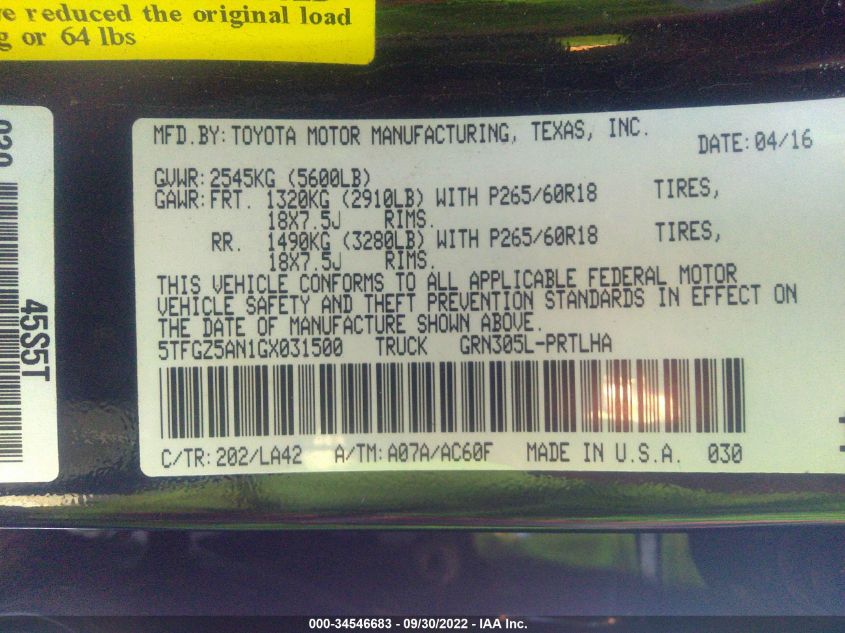 ve reduced the original load
g or 64 lbs
MFD.BY: TOYOTA MOTOR MANUFACTURING, TEXAS, INC.
DATE: 04/16
GVWR: 2545KG (5600LB)
GAWR: FRT. 1320KG (2910LB) WITH P265/60R18 TIRES,
18X7.5J RIMS.
RR. 1490KG (3280LB) WITH P265/60R18 TIRES,
18X7.5J RIMS.
THIS VEHICLE CONFORMS TO ALL APPLICABLE FEDERAL MOTOR
VEHICLE SAFETY AND THEFT PREVENTION STANDARDS IN EFFECT ON
THE DATE OF MANUFACTURE SHOWN ABOVE.
5TFGZ5AN1GX031500 TRUCK GRN305L-PRTLHA
C/TR: 202/LA42 A/TM: A07A/AC60F MADE IN U.S.A. 030
45S5T
000-34546683 - 09/30/2022 - IAA Inc.